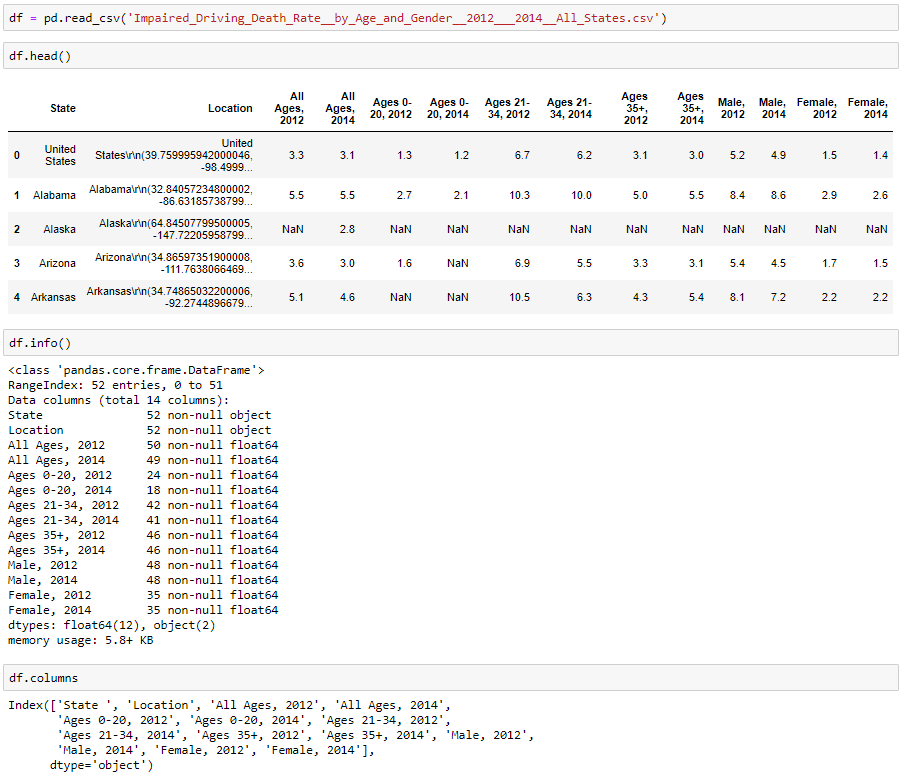 df = pd.read_csv('Impaired_Driving_Death_Rate__by_Age_and_Gender__2012___2014__All_States.csv')
df.head()
State Location All Ages, 2012 All Ages, 2014 Ages 0-20, 2012 Ages 0-20, 2014 Ages 21-34, 2012 Ages 21-34, 2014 Ages 35+, 2012 Ages 35+, 2014 Male, 2012 Male, 2014 Female, 2012 Female, 2014
0 United States United States\r\n(39.759995942000046, -98.4999... 3.3 3.1 1.3 1.2 6.7 6.2 3.1 3.0 5.2 4.9 1.5 1.4
1 Alabama Alabama\r\n(32.84057234800002, -86.63185738799... 5.5 5.5 2.7 2.1 10.3 10.0 5.0 5.5 8.4 8.6 2.9 2.6
2 Alaska Alaska\r\n(64.84507799500005, -147.72205958799... NaN 2.8 NaN NaN NaN NaN NaN NaN NaN NaN NaN NaN
3 Arizona Arizona\r\n(34.86597351900008, -111.7638066469... 3.6 3.0 1.6 NaN 6.9 5.5 3.3 3.1 5.4 4.5 1.7 1.5
4 Arkansas Arkansas\r\n(34.74865032200006, -92.2744896679... 5.1 4.6 NaN NaN 10.5 6.3 4.3 5.4 8.1 7.2 2.2 2.2
df.info()
<class 'pandas.core.frame.DataFrame'>
RangeIndex: 52 entries, 0 to 51
Data columns (total 14 columns):
State 52 non-null object
Location 52 non-null object
All Ages, 2012 50 non-null float64
All Ages, 2014 49 non-null float64
Ages 0-20, 2012 24 non-null float64
Ages 0-20, 2014 18 non-null float64
Ages 21-34, 2012 42 non-null float64
Ages 21-34, 2014 41 non-null float64
Ages 35+, 2012 46 non-null float64
Ages 35+, 2014 46 non-null float64
Male, 2012 48 non-null float64
Male, 2014 48 non-null float64
Female, 2012 35 non-null float64
Female, 2014 35 non-null float64
dtypes: float64(12), object(2)
memory usage: 5.8+ KB
df.columns
Index(['State ', 'Location', 'All Ages, 2012', 'All Ages, 2014',
'Ages 0-20, 2012', 'Ages 0-20, 2014', 'Ages 21-34, 2012',
'Ages 21-34, 2014', 'Ages 35+, 2012', 'Ages 35+, 2014', 'Male, 2012',
'Male, 2014', 'Female, 2012', 'Female, 2014'],
dtype='object')